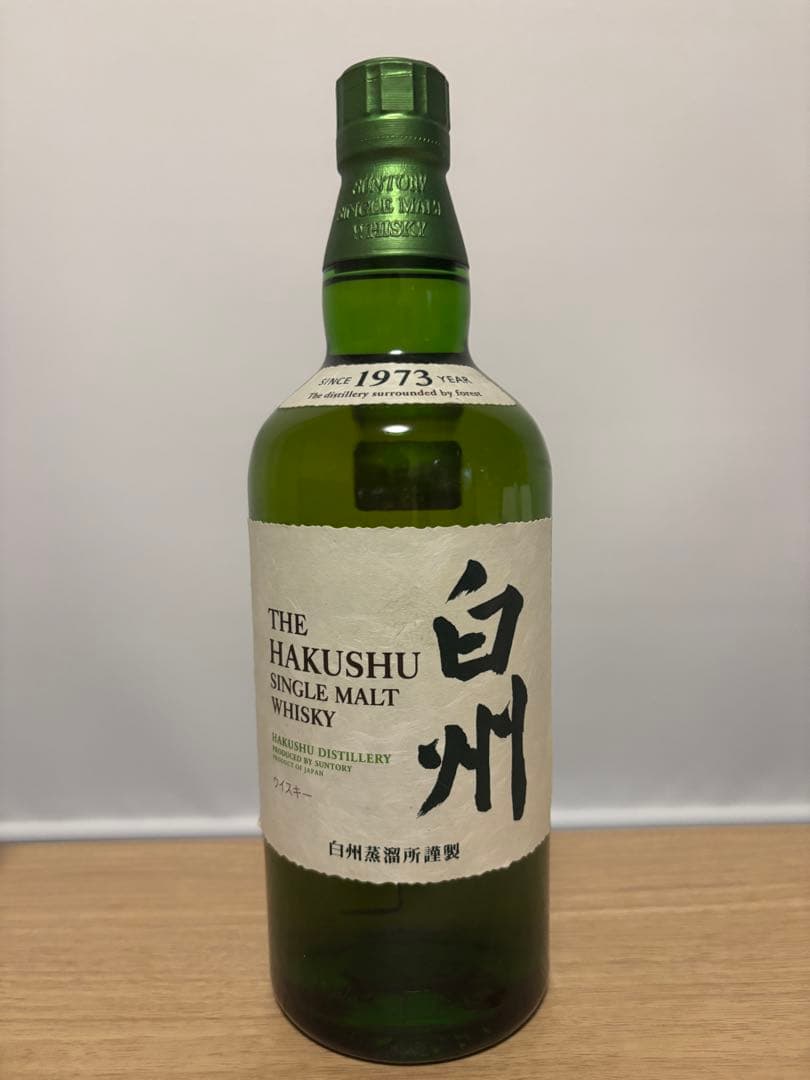 SUNTORY
SINGLE MALT
WHISKY
SINCE 1973 YEAR
The distillery surrounded by forest
白州
THE
HAKUSHU
SINGLE MALT
WHISKY
HAKUSHU DISTILLERY
PRODUCED BY SUNTORY
PRODUCT OF JAPAN
ウイスキー
白州蒸溜所謹製